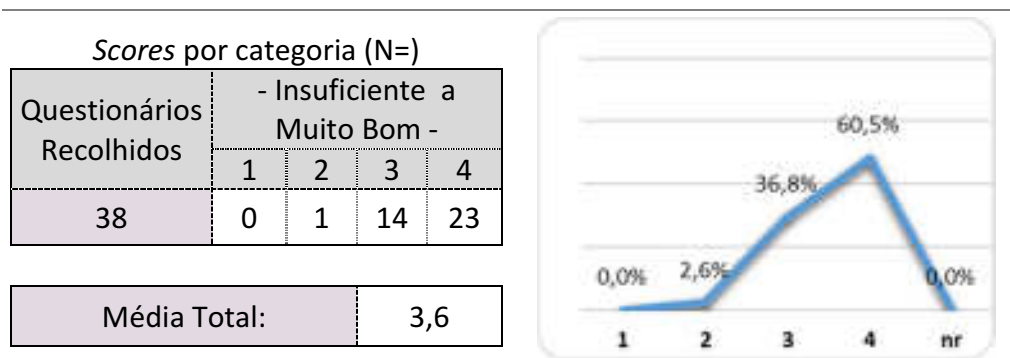 Scores por categoria (N=)
Questionários Recolhidos
- Insuficiente a
Muito Bom -
1 2 3 4
38 0 1 14 23
Média Total: 3,6
60,5%
36,8%
0,0% 2,6% 0,0%
1 2 3 4 nr